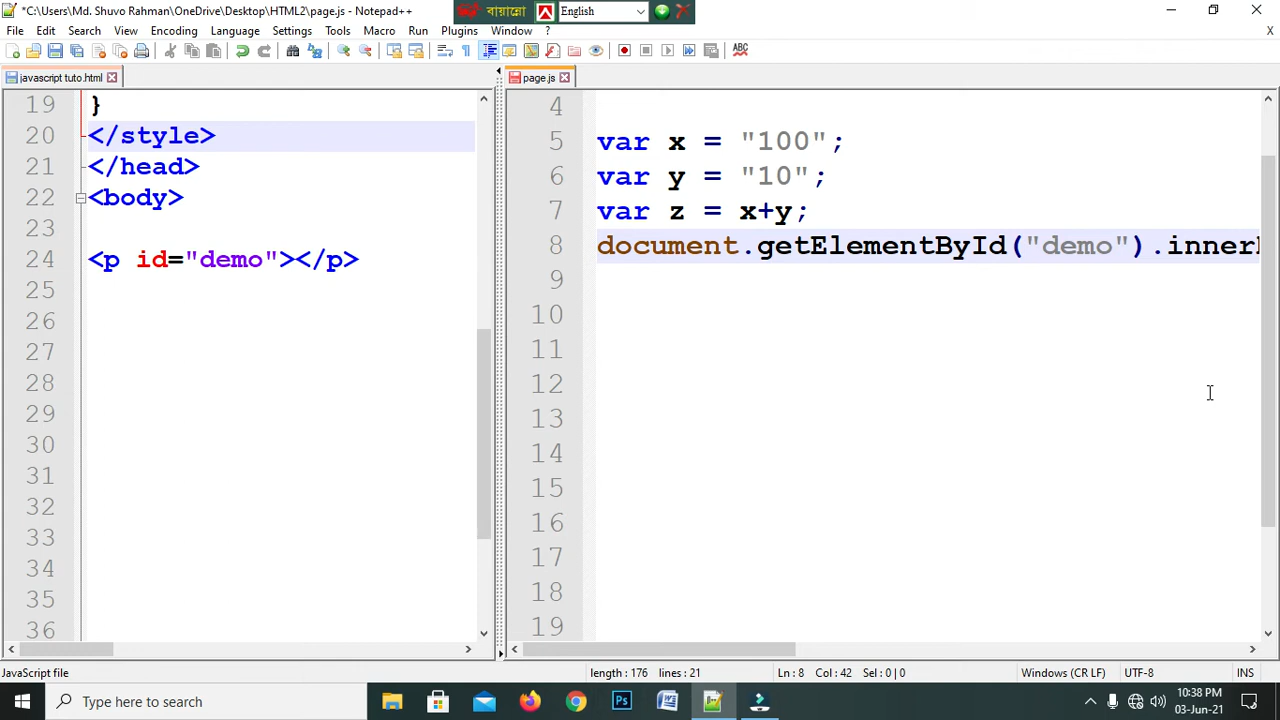 *C:\Users\Md. Shuvo Rahman\OneDrive\Desktop\HTML2\page.js - Notepad++
বায়ান্নো
English
File Edit Search View Encoding Language Settings Tools Macro Run Plugins Window ?
X
ABC
javascript tuto.html
page.js
19 }
20 </style>
21 </head>
22 <body>
23
24 <p id="demo"></p>
25
26
27
28
29
30
31
32
33
34
35
36
4
5 var x = "100";
6 var y = "10";
7 var z = x+y;
8 document.getElementById("demo").inner
9
10
11
12
13
14
15
16
17
18
19
JavaScript file
length : 176 lines : 21
Ln : 8 Col : 42 Sel : 0 | 0
Windows (CR LF)
UTF-8
INS
Type here to search
Ps
W
10:38 PM
03-Jun-21